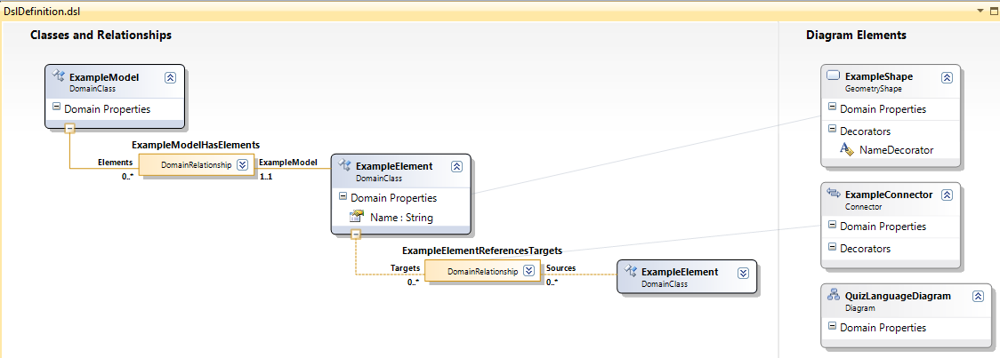 DslDefinition.dsl
Classes and Relationships
ExampleModel
DomainClass
Domain Properties
ExampleModelHasElements
Elements
DomainRelationship
ExampleModel
0..*
1..1
ExampleElement
DomainClass
Domain Properties
Name : String
ExampleElementReferencesTargets
Targets
DomainRelationship
Sources
0..*
0..*
ExampleElement
DomainClass
Diagram Elements
ExampleShape
GeometryShape
Domain Properties
Decorators
NameDecorator
ExampleConnector
Connector
Domain Properties
Decorators
QuizLanguageDiagram
Diagram
Domain Properties